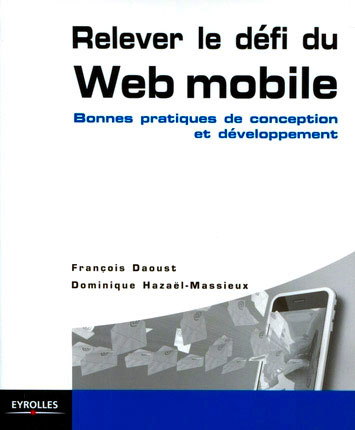 Relever le défi du
Web mobile
Bonnes pratiques de conception
et développement
François Daoust
Dominique Hazaël-Massieux
EYROLLES